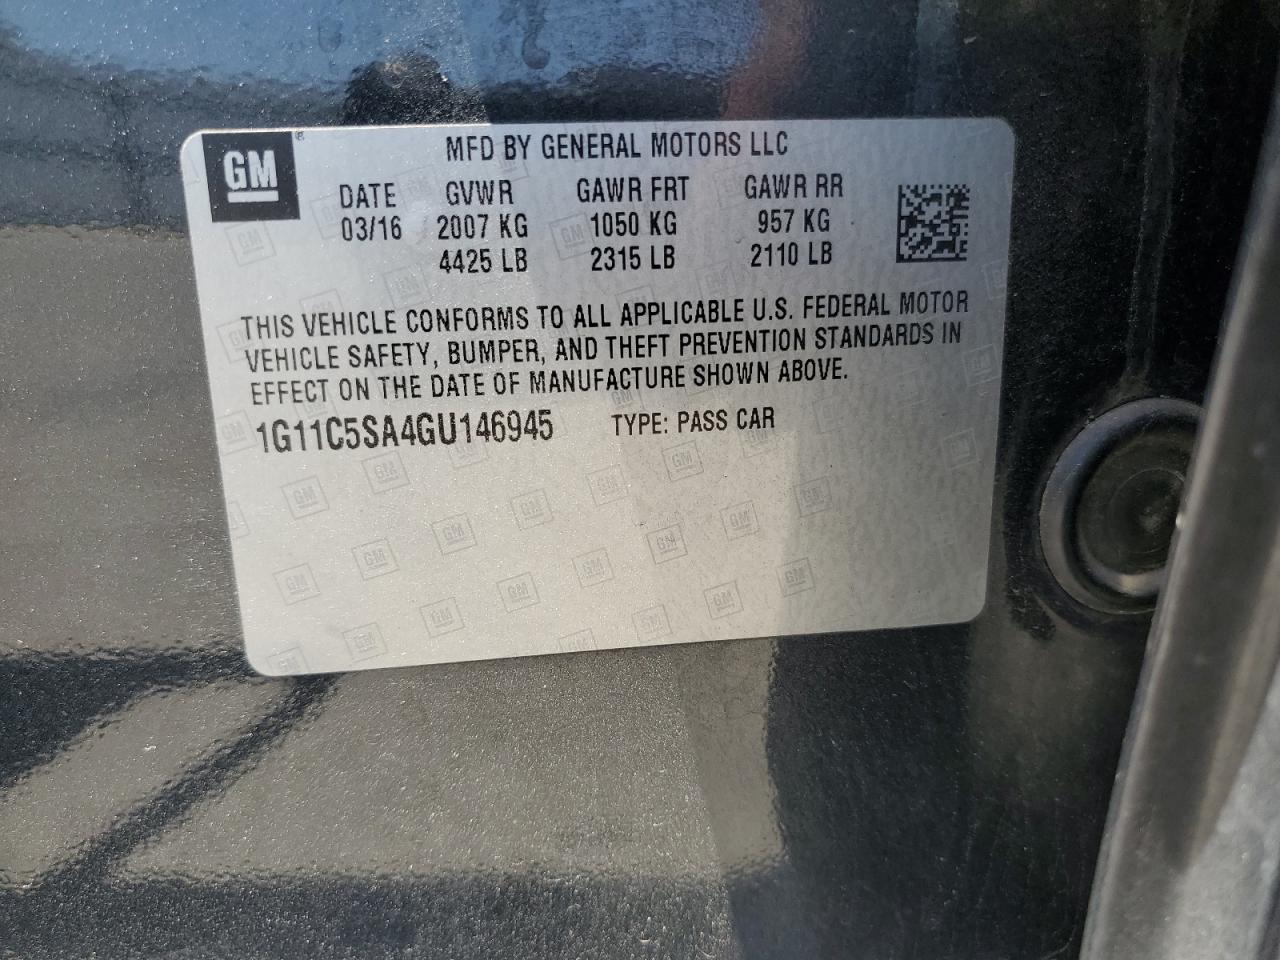 GM ®
MFD BY GENERAL MOTORS LLC
DATE GVWR GAWR FRT GAWR RR
03/16 2007 KG 1050 KG 957 KG
4425 LB 2315 LB 2110 LB
THIS VEHICLE CONFORMS TO ALL APPLICABLE U.S. FEDERAL MOTOR
VEHICLE SAFETY, BUMPER, AND THEFT PREVENTION STANDARDS IN
EFFECT ON THE DATE OF MANUFACTURE SHOWN ABOVE.
1G11C5SA4GU146945 TYPE: PASS CAR